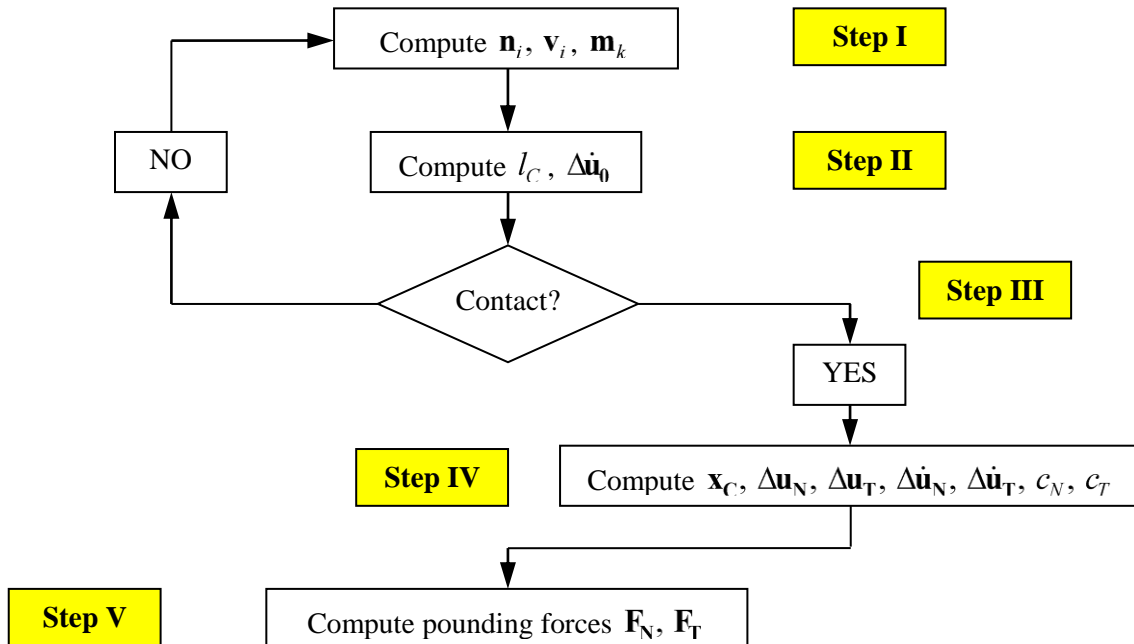 Compute n_i, v_i, m_k
Step I
NO
Compute l_C, Δu̇_0
Step II
Contact?
Step III
YES
Step IV
Compute x_C, Δu_N, Δu_T, Δu̇_N, Δu̇_T, c_N, c_T
Step V
Compute pounding forces F_N, F_T